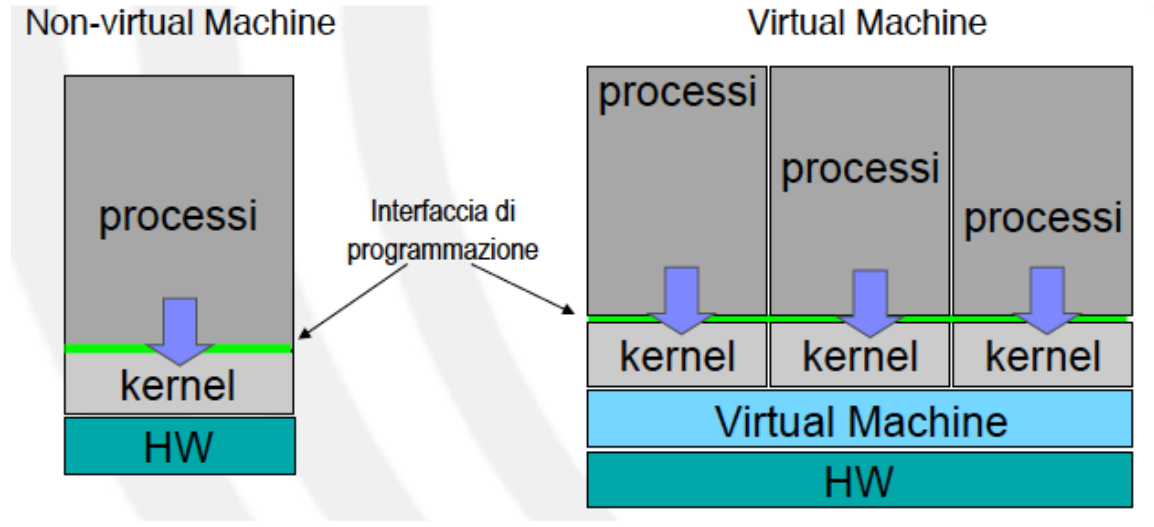 Non-virtual Machine
processi
kernel
HW
Interfaccia di
programmazione
Virtual Machine
processi
processi
processi
kernel
kernel
kernel
Virtual Machine
HW